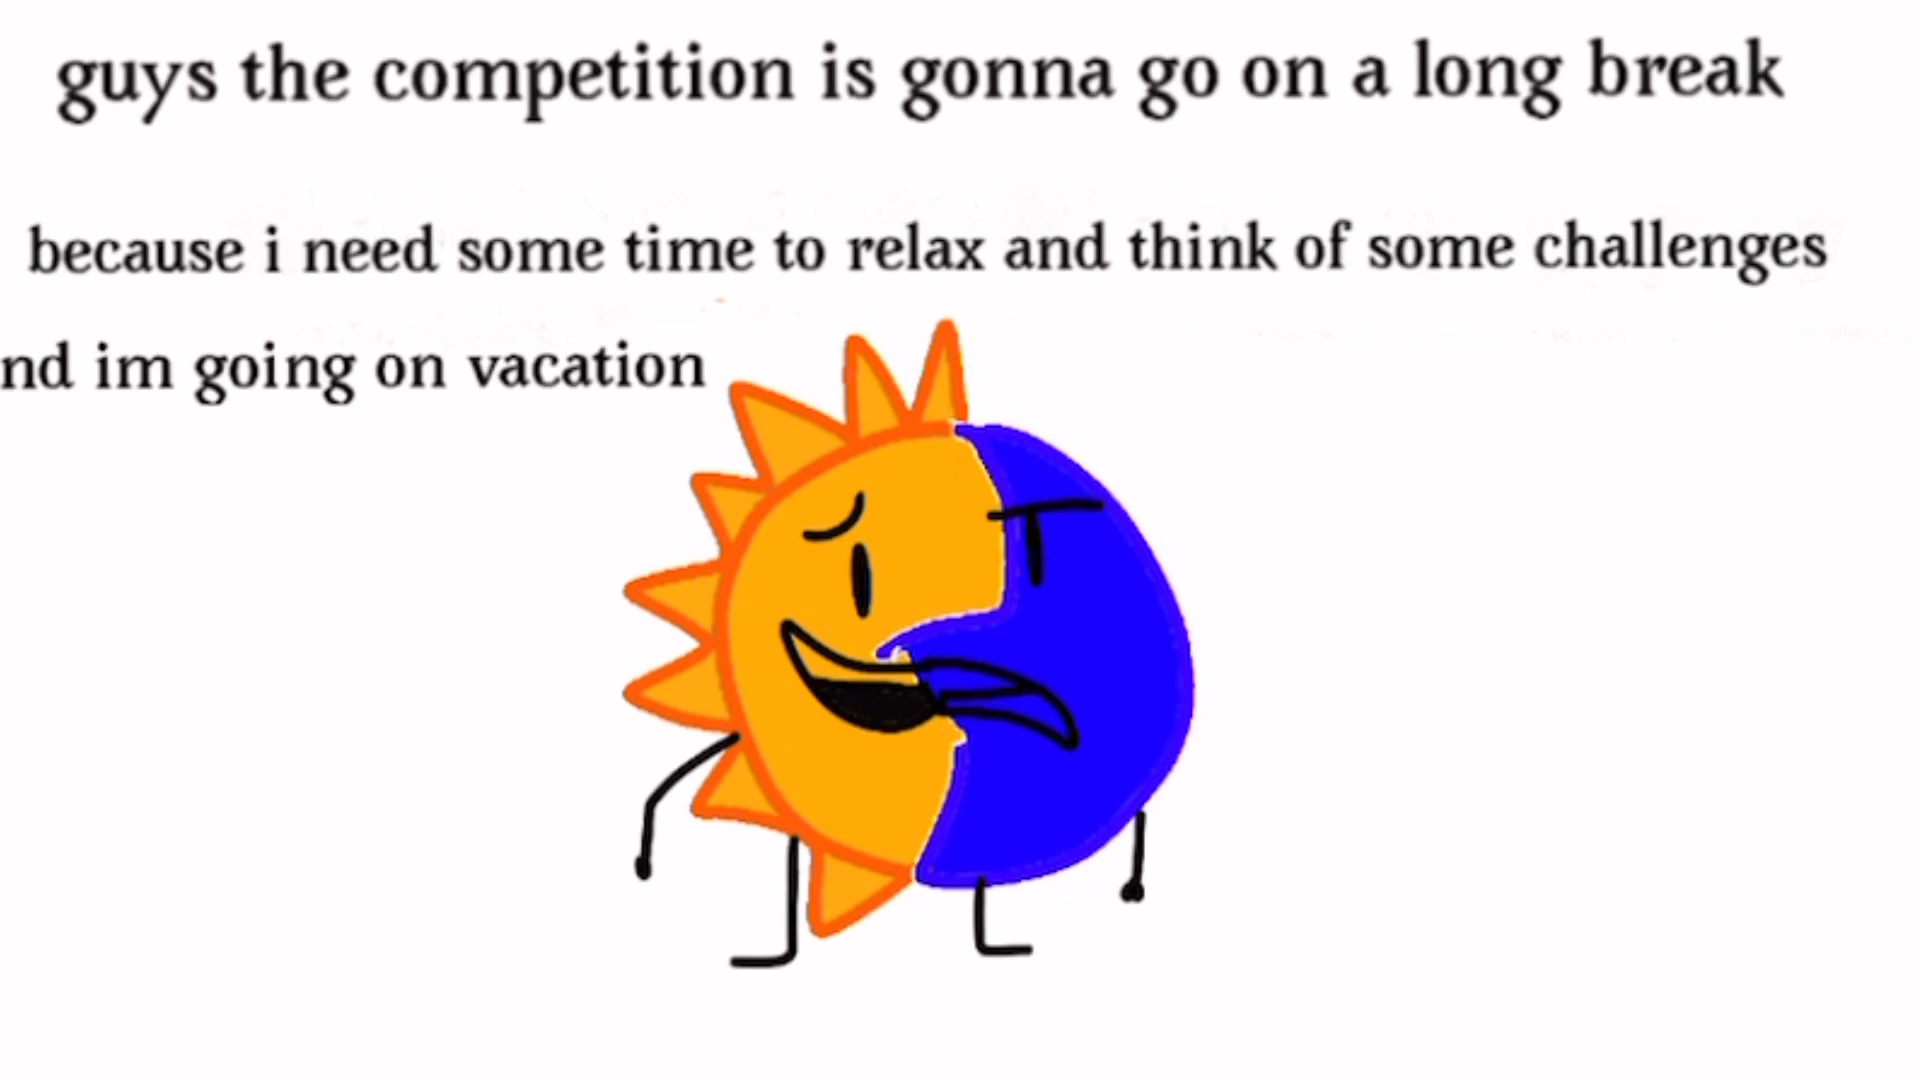 guys the competition is gonna go on a long break
because i need some time to relax and think of some challenges
nd im going on vacation